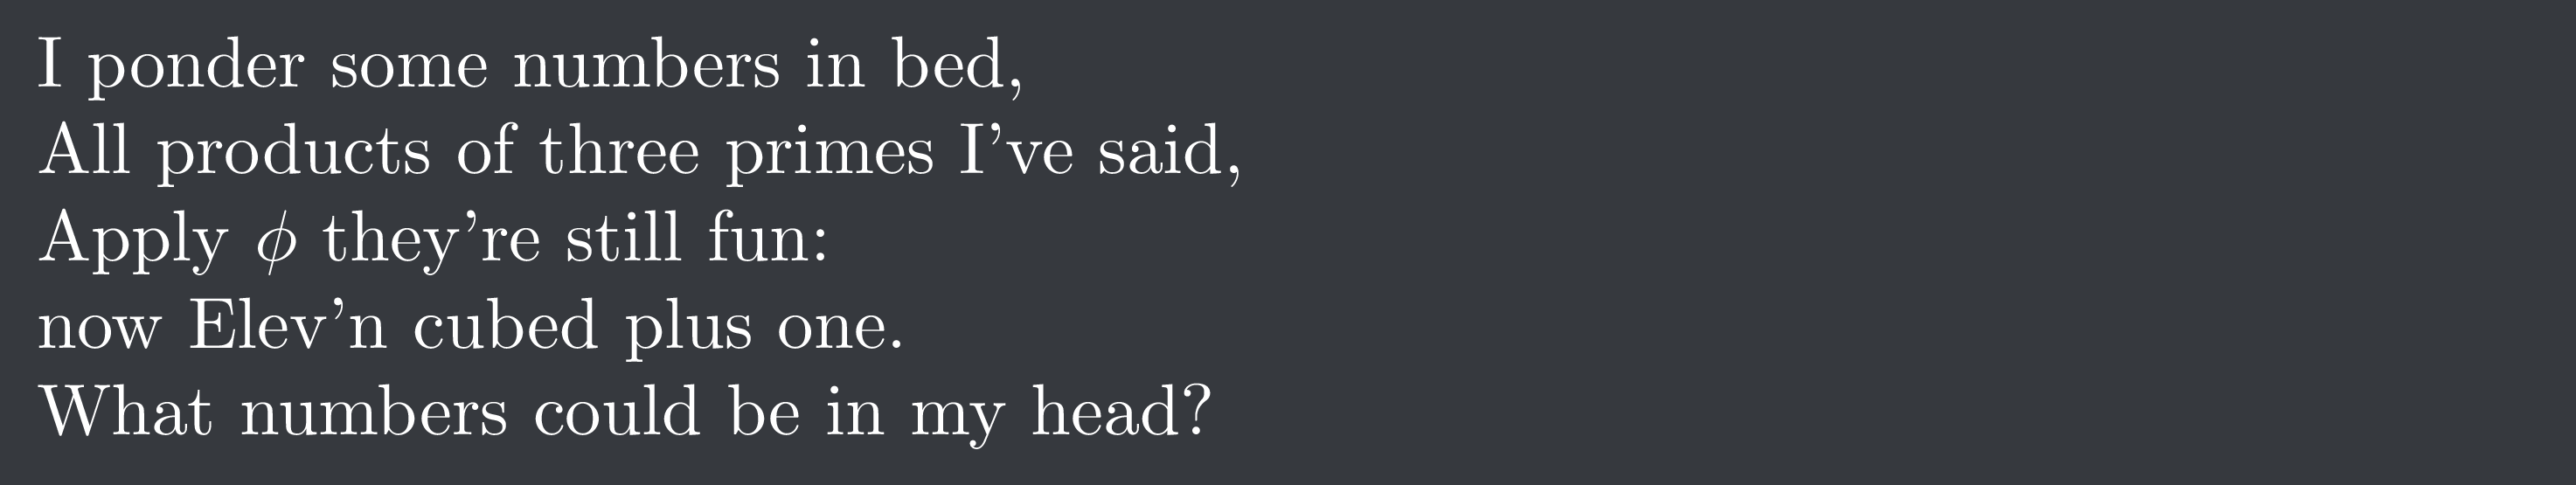 I ponder some numbers in bed,
All products of three primes I've said,
Apply ϕ they're still fun:
now Elev'n cubed plus one.
What numbers could be in my head?